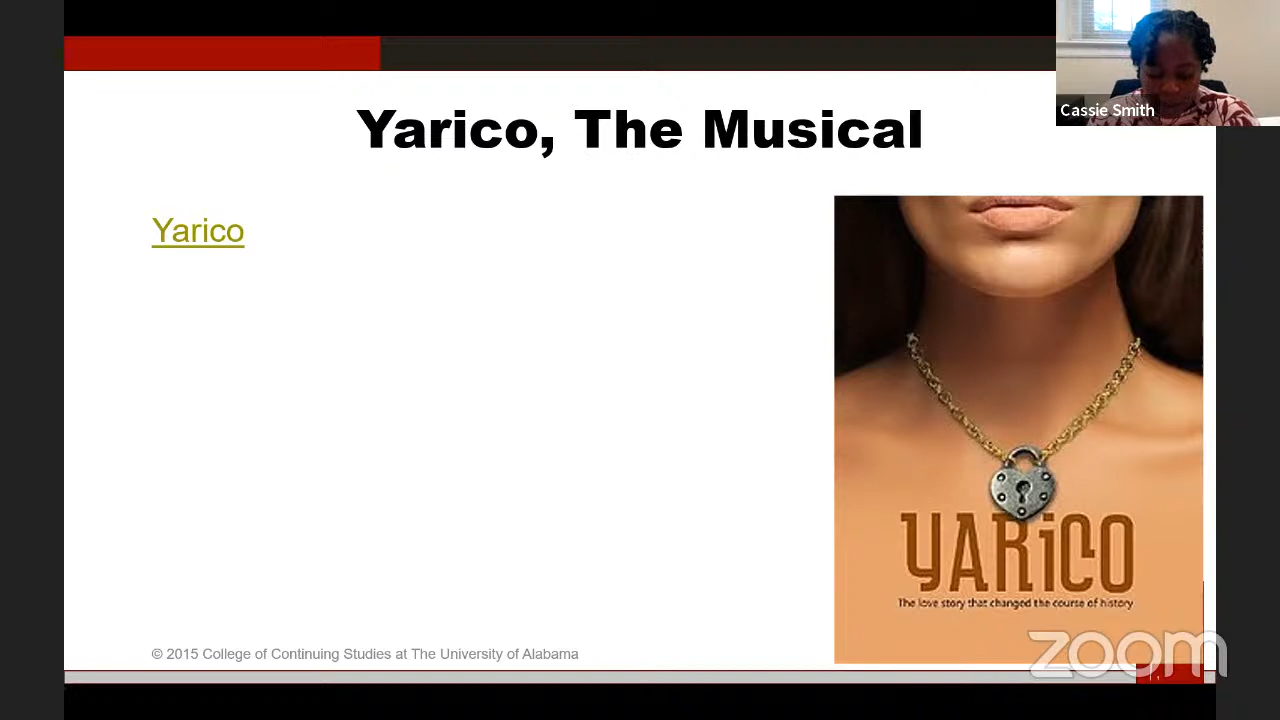 Yarico, The Musical
Cassie Smith
Yarico
YARiCO
The love story that changed the course of history
© 2015 College of Continuing Studies at The University of Alabama
zoom